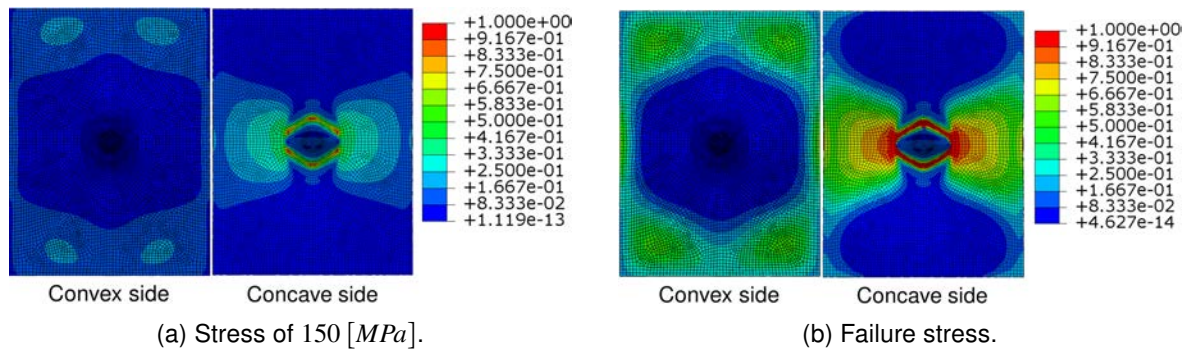 +1.000e+00
+9.167e-01
+8.333e-01
+7.500e-01
+6.667e-01
+5.833e-01
+5.000e-01
+4.167e-01
+3.333e-01
+2.500e-01
+1.667e-01
+8.333e-02
+1.119e-13
Convex side
Concave side
(a) Stress of 150 [MPa].
+1.000e+00
+9.167e-01
+8.333e-01
+7.500e-01
+6.667e-01
+5.833e-01
+5.000e-01
+4.167e-01
+3.333e-01
+2.500e-01
+1.667e-01
+8.333e-02
+4.627e-14
Convex side
Concave side
(b) Failure stress.